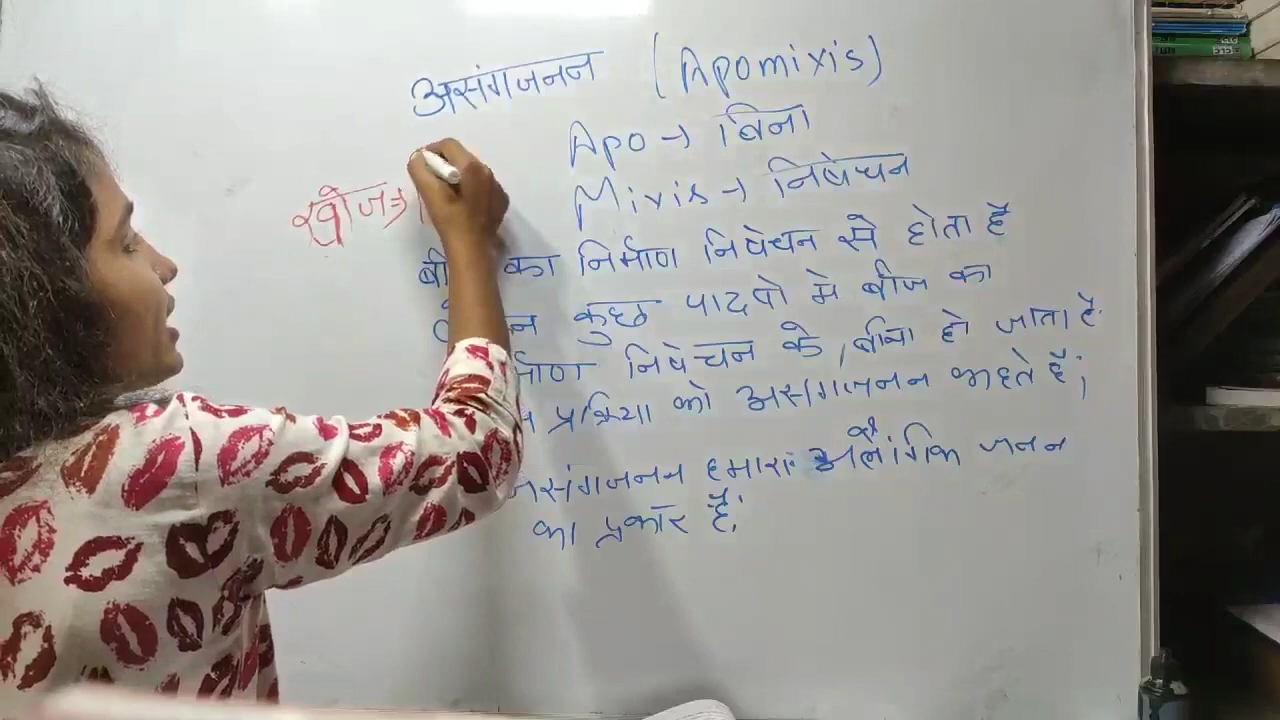 असंगजनन (Apomixis)
Apo → बिना
Mixis → निषेचन
खोज ⇒
का निर्माण निषेचन से होता है
कुछ पादपो मे बीज का
निषेचन के बीना हो जाता है
प्रक्रिया को असंगजनन कहते हैं;
असंगजनन हमारा अलैंगिक जनन
का प्रकार हैं;